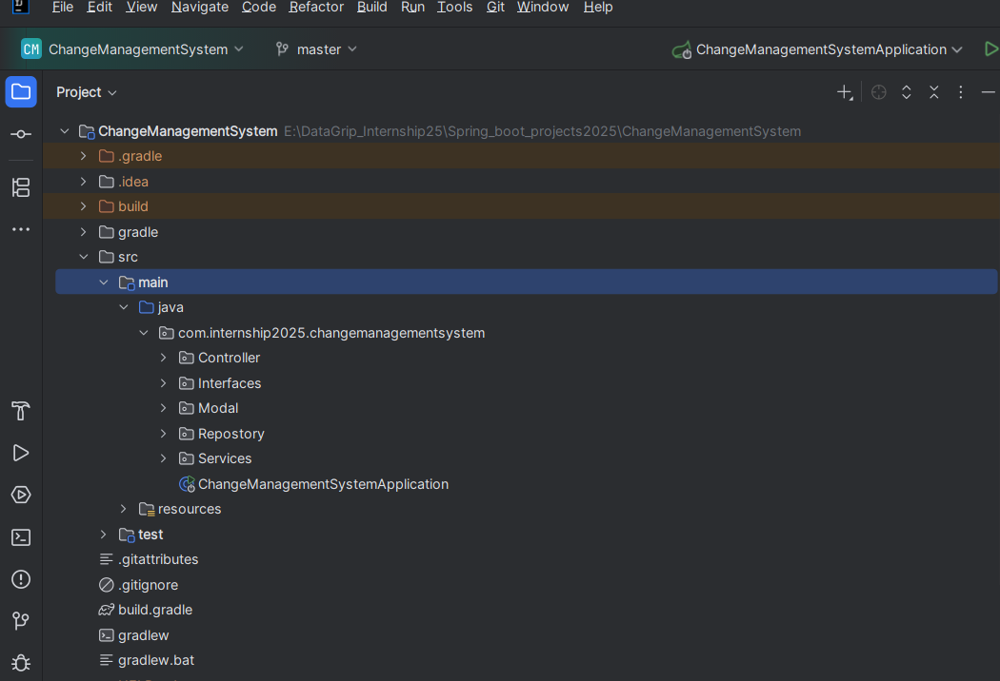 File Edit View Navigate Code Refactor Build Run Tools Git Window Help
CM ChangeManagementSystem master ChangeManagementSystemApplication
Project
ChangeManagementSystem E:\DataGrip_Internship25\Spring_boot_projects2025\ChangeManagementSystem
.gradle
.idea
build
gradle
src
main
java
com.internship2025.changemanagementsystem
Controller
Interfaces
Modal
Repostory
Services
ChangeManagementSystemApplication
resources
test
.gitattributes
.gitignore
build.gradle
gradlew
gradlew.bat